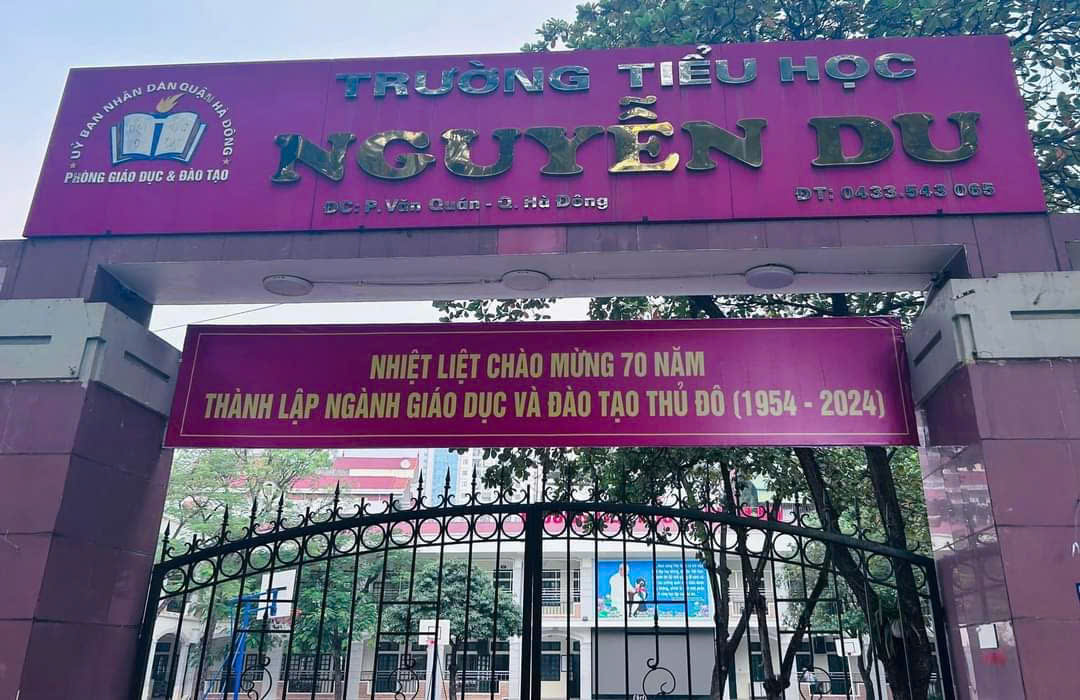 ỦY BAN NHÂN DÂN QUẬN HÀ ĐÔNG
PHÒNG GIÁO DỤC & ĐÀO TẠO
TRƯỜNG TIỂU HỌC
NGUYỄN DU
ĐC: P. Văn Quán - Q. Hà Đông
ĐT: 0433.543 065
NHIỆT LIỆT CHÀO MỪNG 70 NĂM
THÀNH LẬP NGÀNH GIÁO DỤC VÀ ĐÀO TẠO THỦ ĐÔ (1954 - 2024)